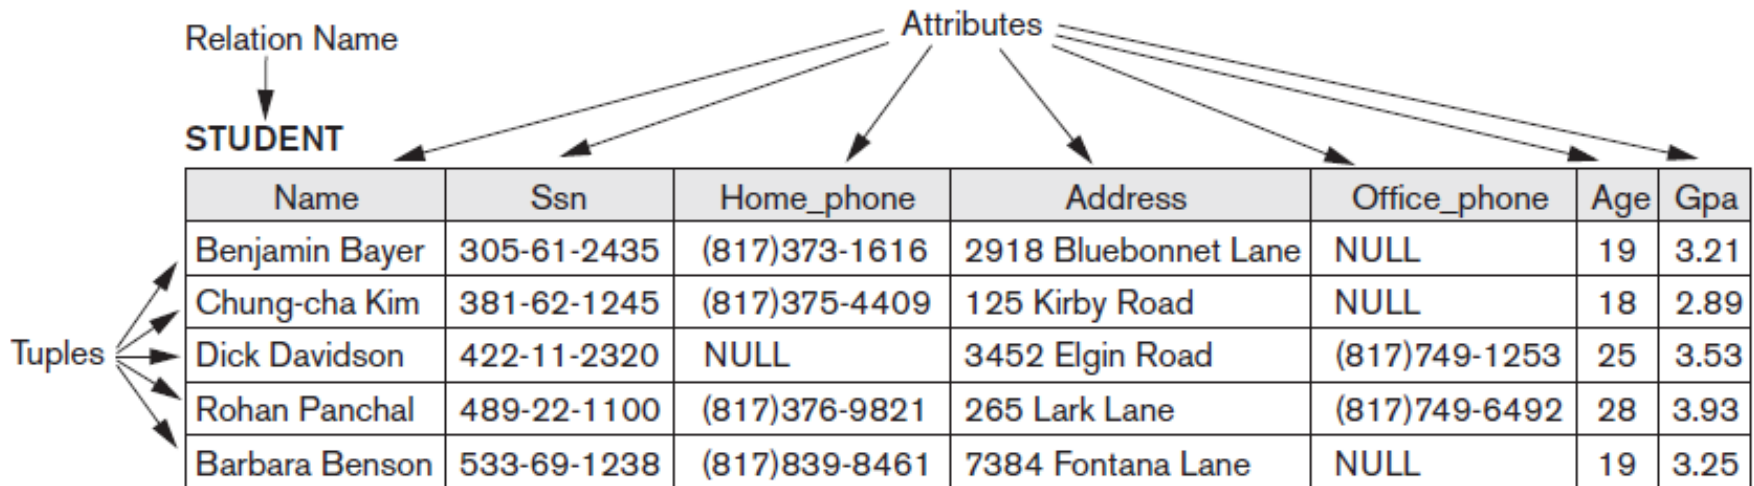 Attributes
Relation Name
STUDENT
Name Ssn Home_phone Address Office_phone Age Gpa
Benjamin Bayer 305-61-2435 (817)373-1616 2918 Bluebonnet Lane NULL 19 3.21
Chung-cha Kim 381-62-1245 (817)375-4409 125 Kirby Road NULL 18 2.89
Tuples Dick Davidson 422-11-2320 NULL 3452 Elgin Road (817)749-1253 25 3.53
Rohan Panchal 489-22-1100 (817)376-9821 265 Lark Lane (817)749-6492 28 3.93
Barbara Benson 533-69-1238 (817)839-8461 7384 Fontana Lane NULL 19 3.25